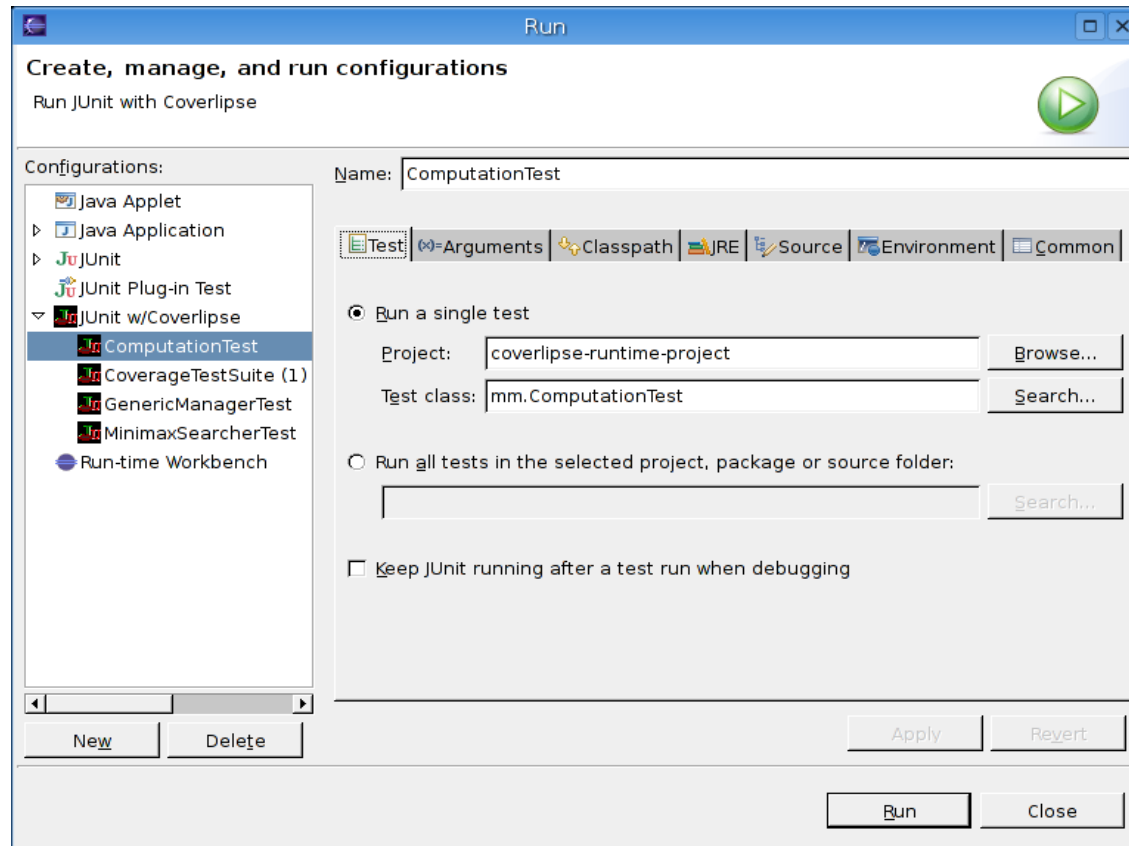 Run
Create, manage, and run configurations
Run JUnit with Coverlipse
Configurations:
Java Applet
Java Application
JUnit
JUnit Plug-in Test
JUnit w/Coverlipse
ComputationTest
CoverageTestSuite (1)
GenericManagerTest
MinimaxSearcherTest
Run-time Workbench
New Delete
Name: ComputationTest
Test (x)=Arguments Classpath JRE Source Environment Common
Run a single test
Project: coverlipse-runtime-project Browse...
Test class: mm.ComputationTest Search...
Run all tests in the selected project, package or source folder:
Search...
Keep JUnit running after a test run when debugging
Apply Revert
Run Close